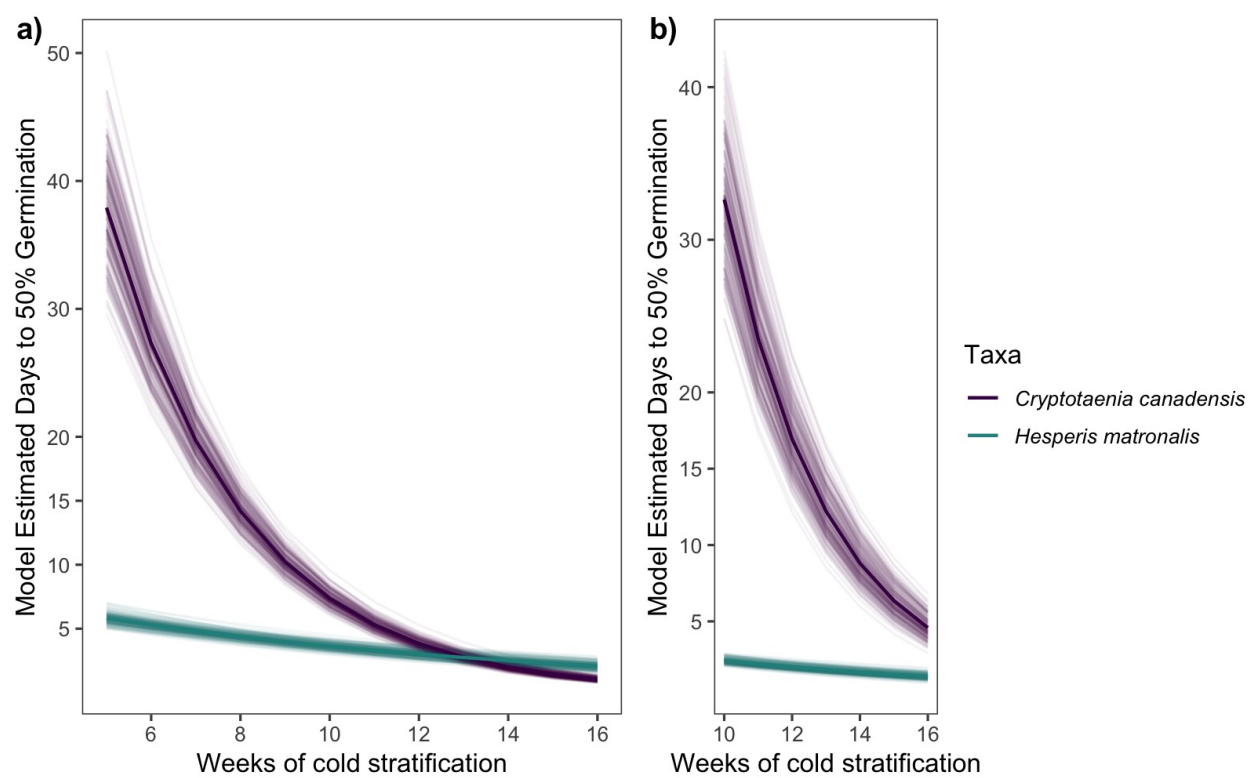 a)
Model Estimated Days to 50% Germination
50
40
30
20
15
10
5
6 8 10 12 14 16
Weeks of cold stratification
b)
Model Estimated Days to 50% Germination
40
30
20
15
10
5
10 12 14 16
Weeks of cold stratification
Taxa
Cryptotaenia canadensis
Hesperis matronalis